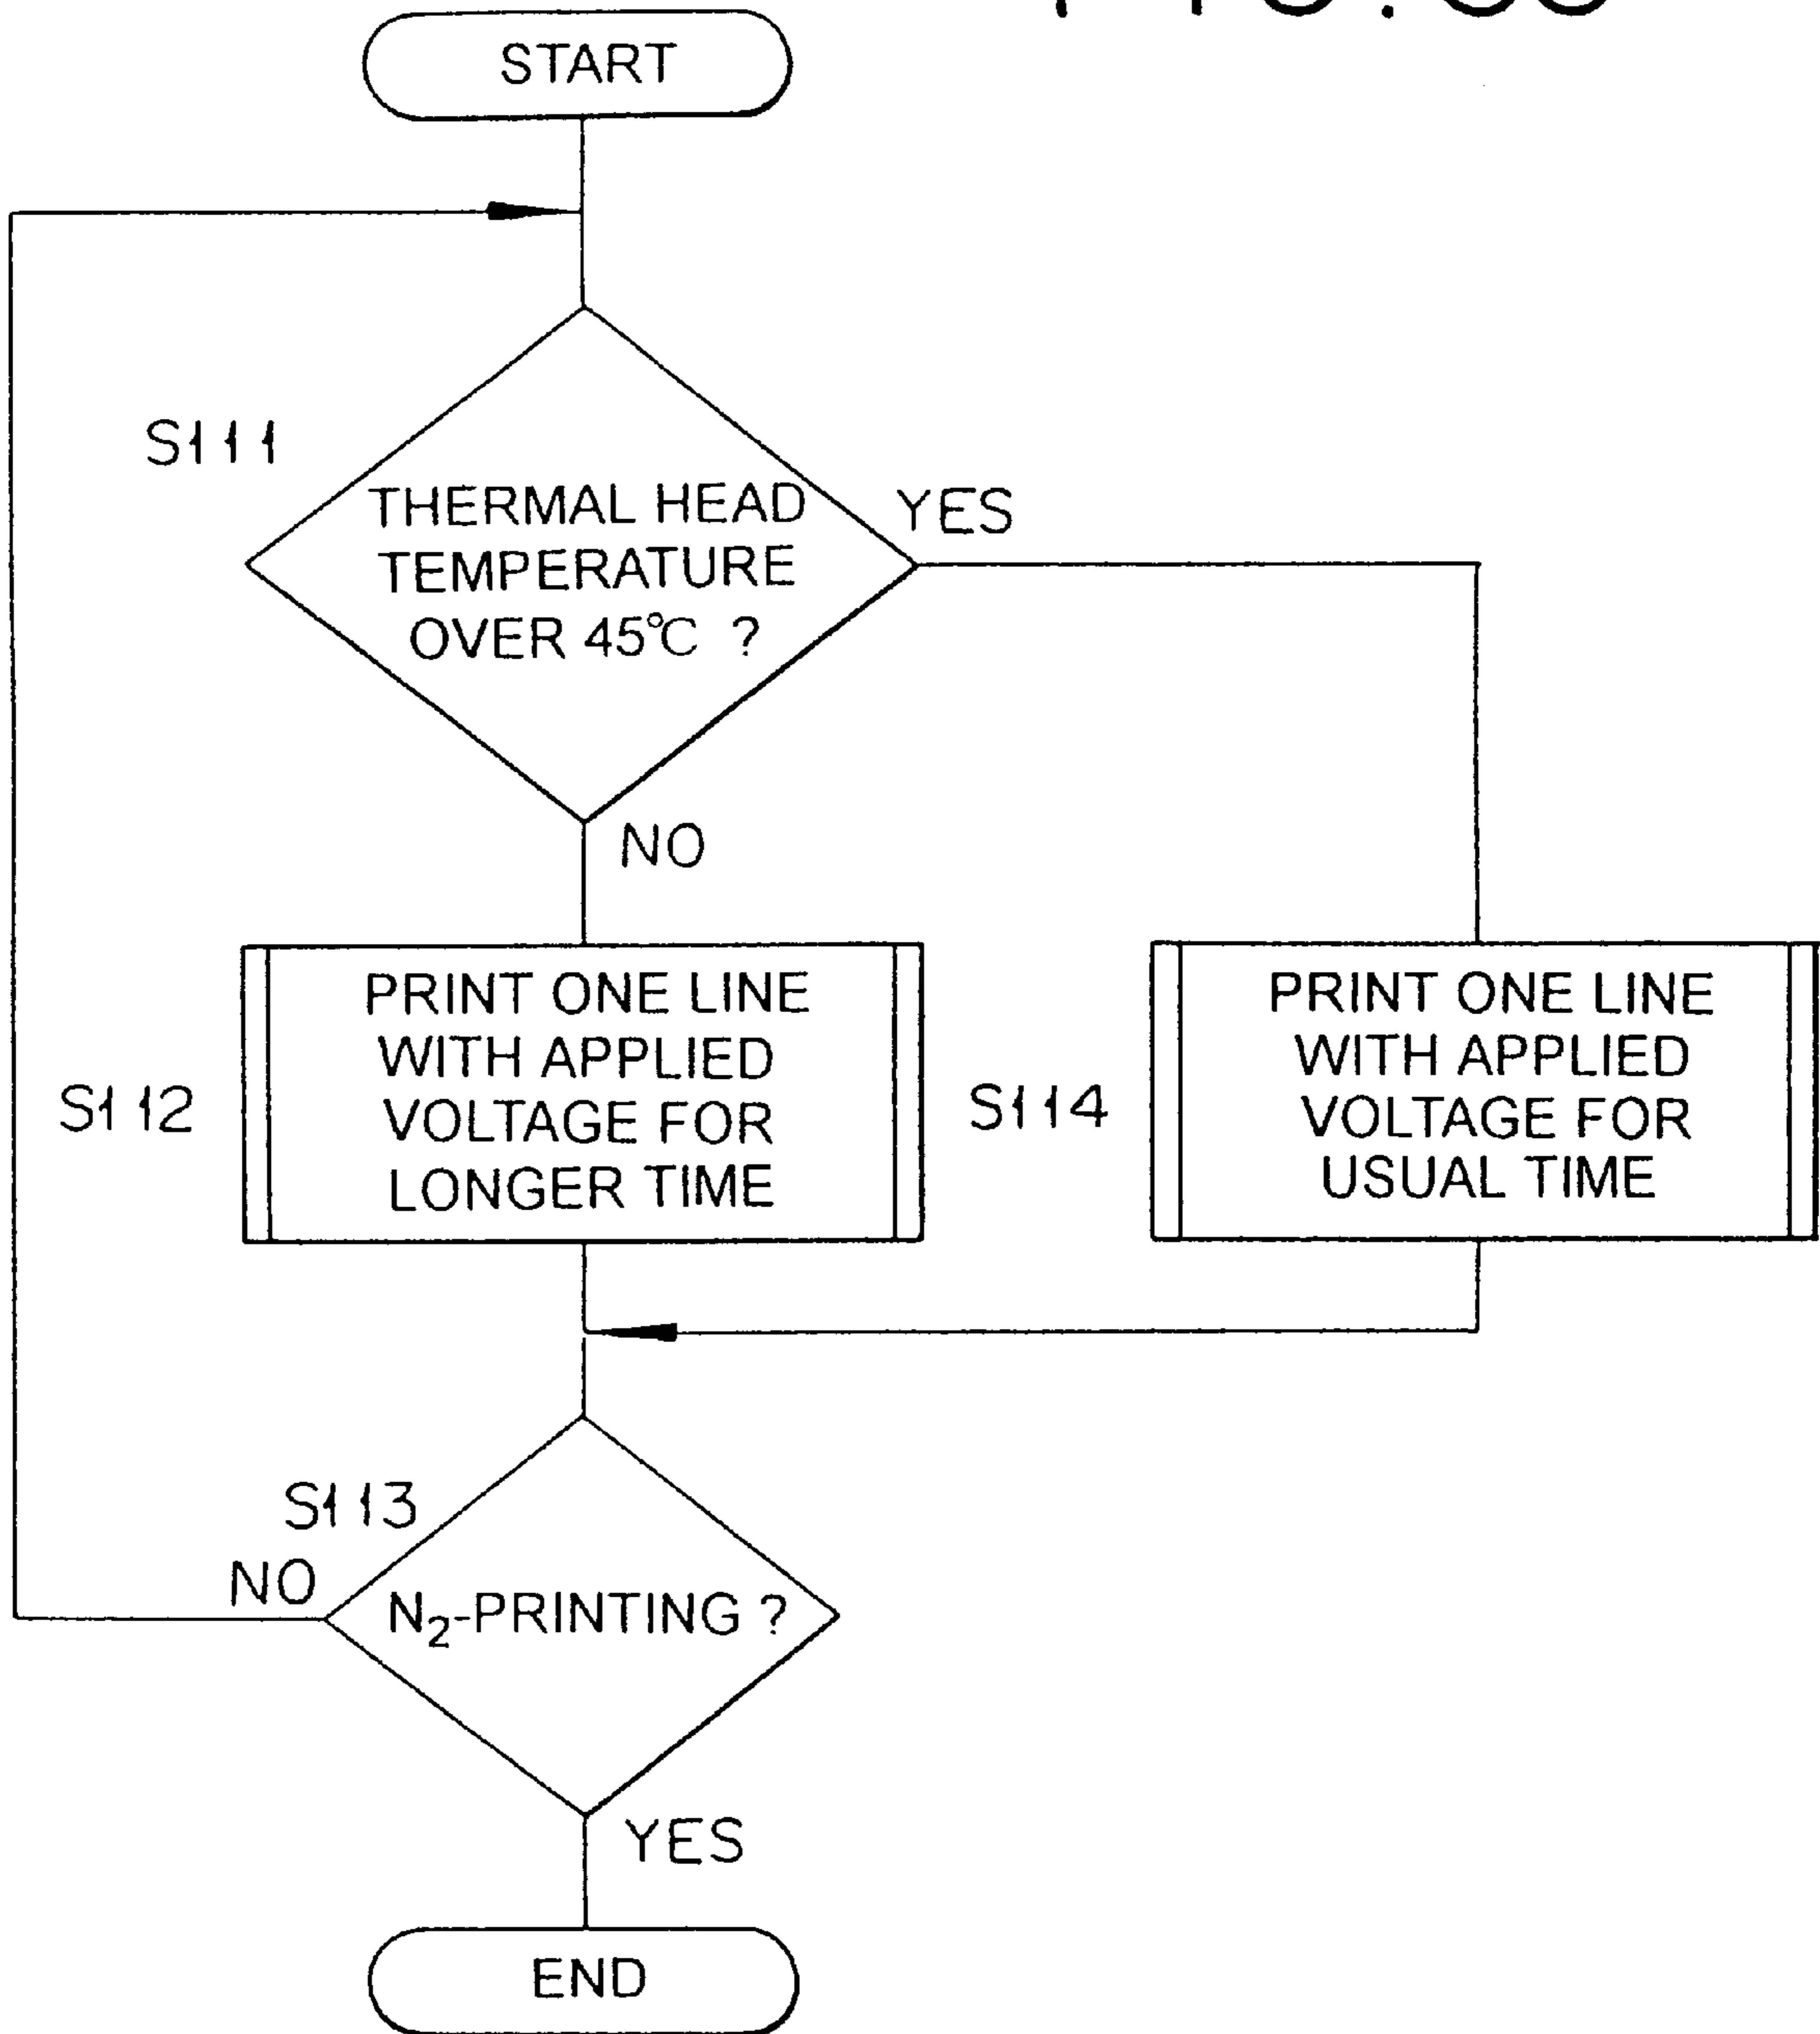 START
S111
THERMAL HEAD
TEMPERATURE
OVER 45°C ?
YES
NO
S112
PRINT ONE LINE
WITH APPLIED
VOLTAGE FOR
LONGER TIME
S114
PRINT ONE LINE
WITH APPLIED
VOLTAGE FOR
USUAL TIME
S113
NO
N₂-PRINTING ?
YES
END